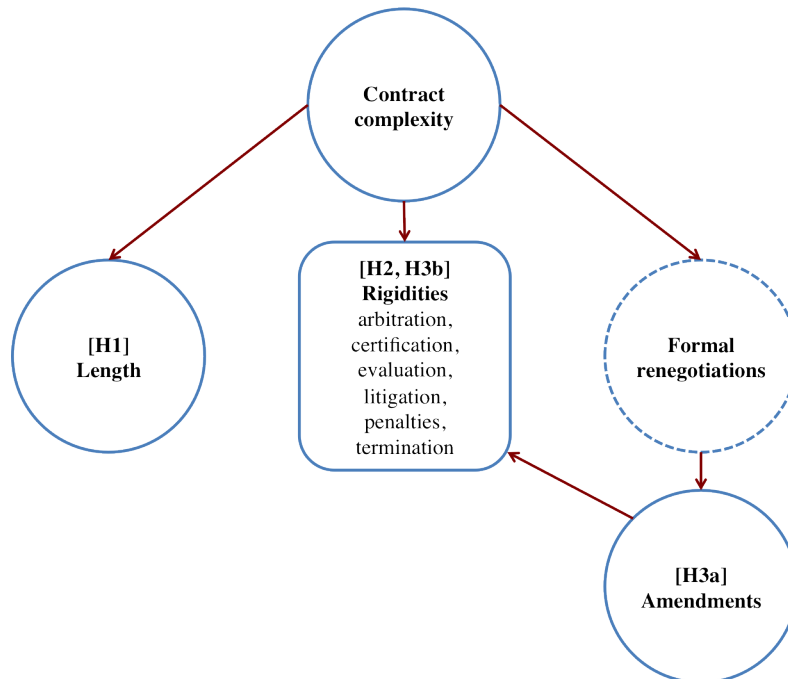 Contract
complexity
[H1]
Length
[H2, H3b]
Rigidities
arbitration,
certification,
evaluation,
litigation,
penalties,
termination
Formal
renegotiations
[H3a]
Amendments